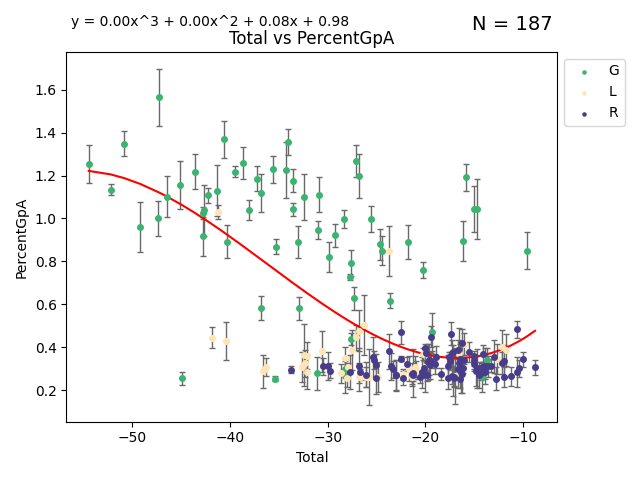 y = 0.00x^3 + 0.00x^2 + 0.08x + 0.98
N = 187
Total vs PercentGpA
G
L
R
PercentGpA
1.6
1.4
1.2
1.0
0.8
0.6
0.4
0.2
−50
−40
−30
−20
−10
Total